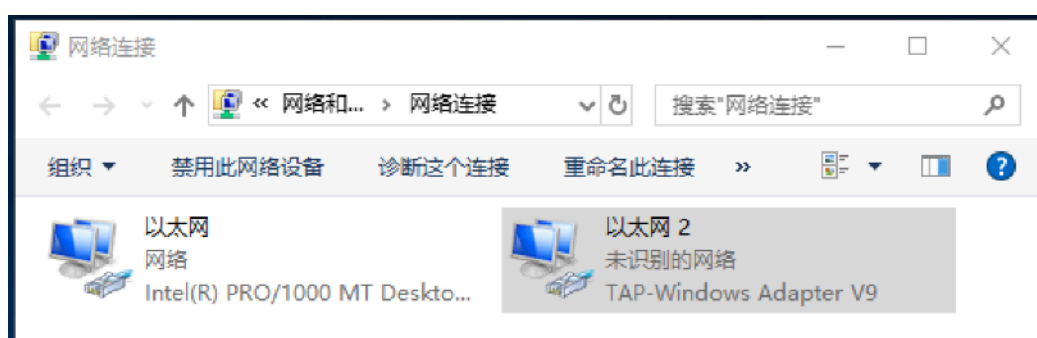 网络连接
« 网络和... › 网络连接
搜索"网络连接"
组织 禁用此网络设备 诊断这个连接 重命名此连接 »
以太网
网络
Intel(R) PRO/1000 MT Deskto...
以太网 2
未识别的网络
TAP-Windows Adapter V9